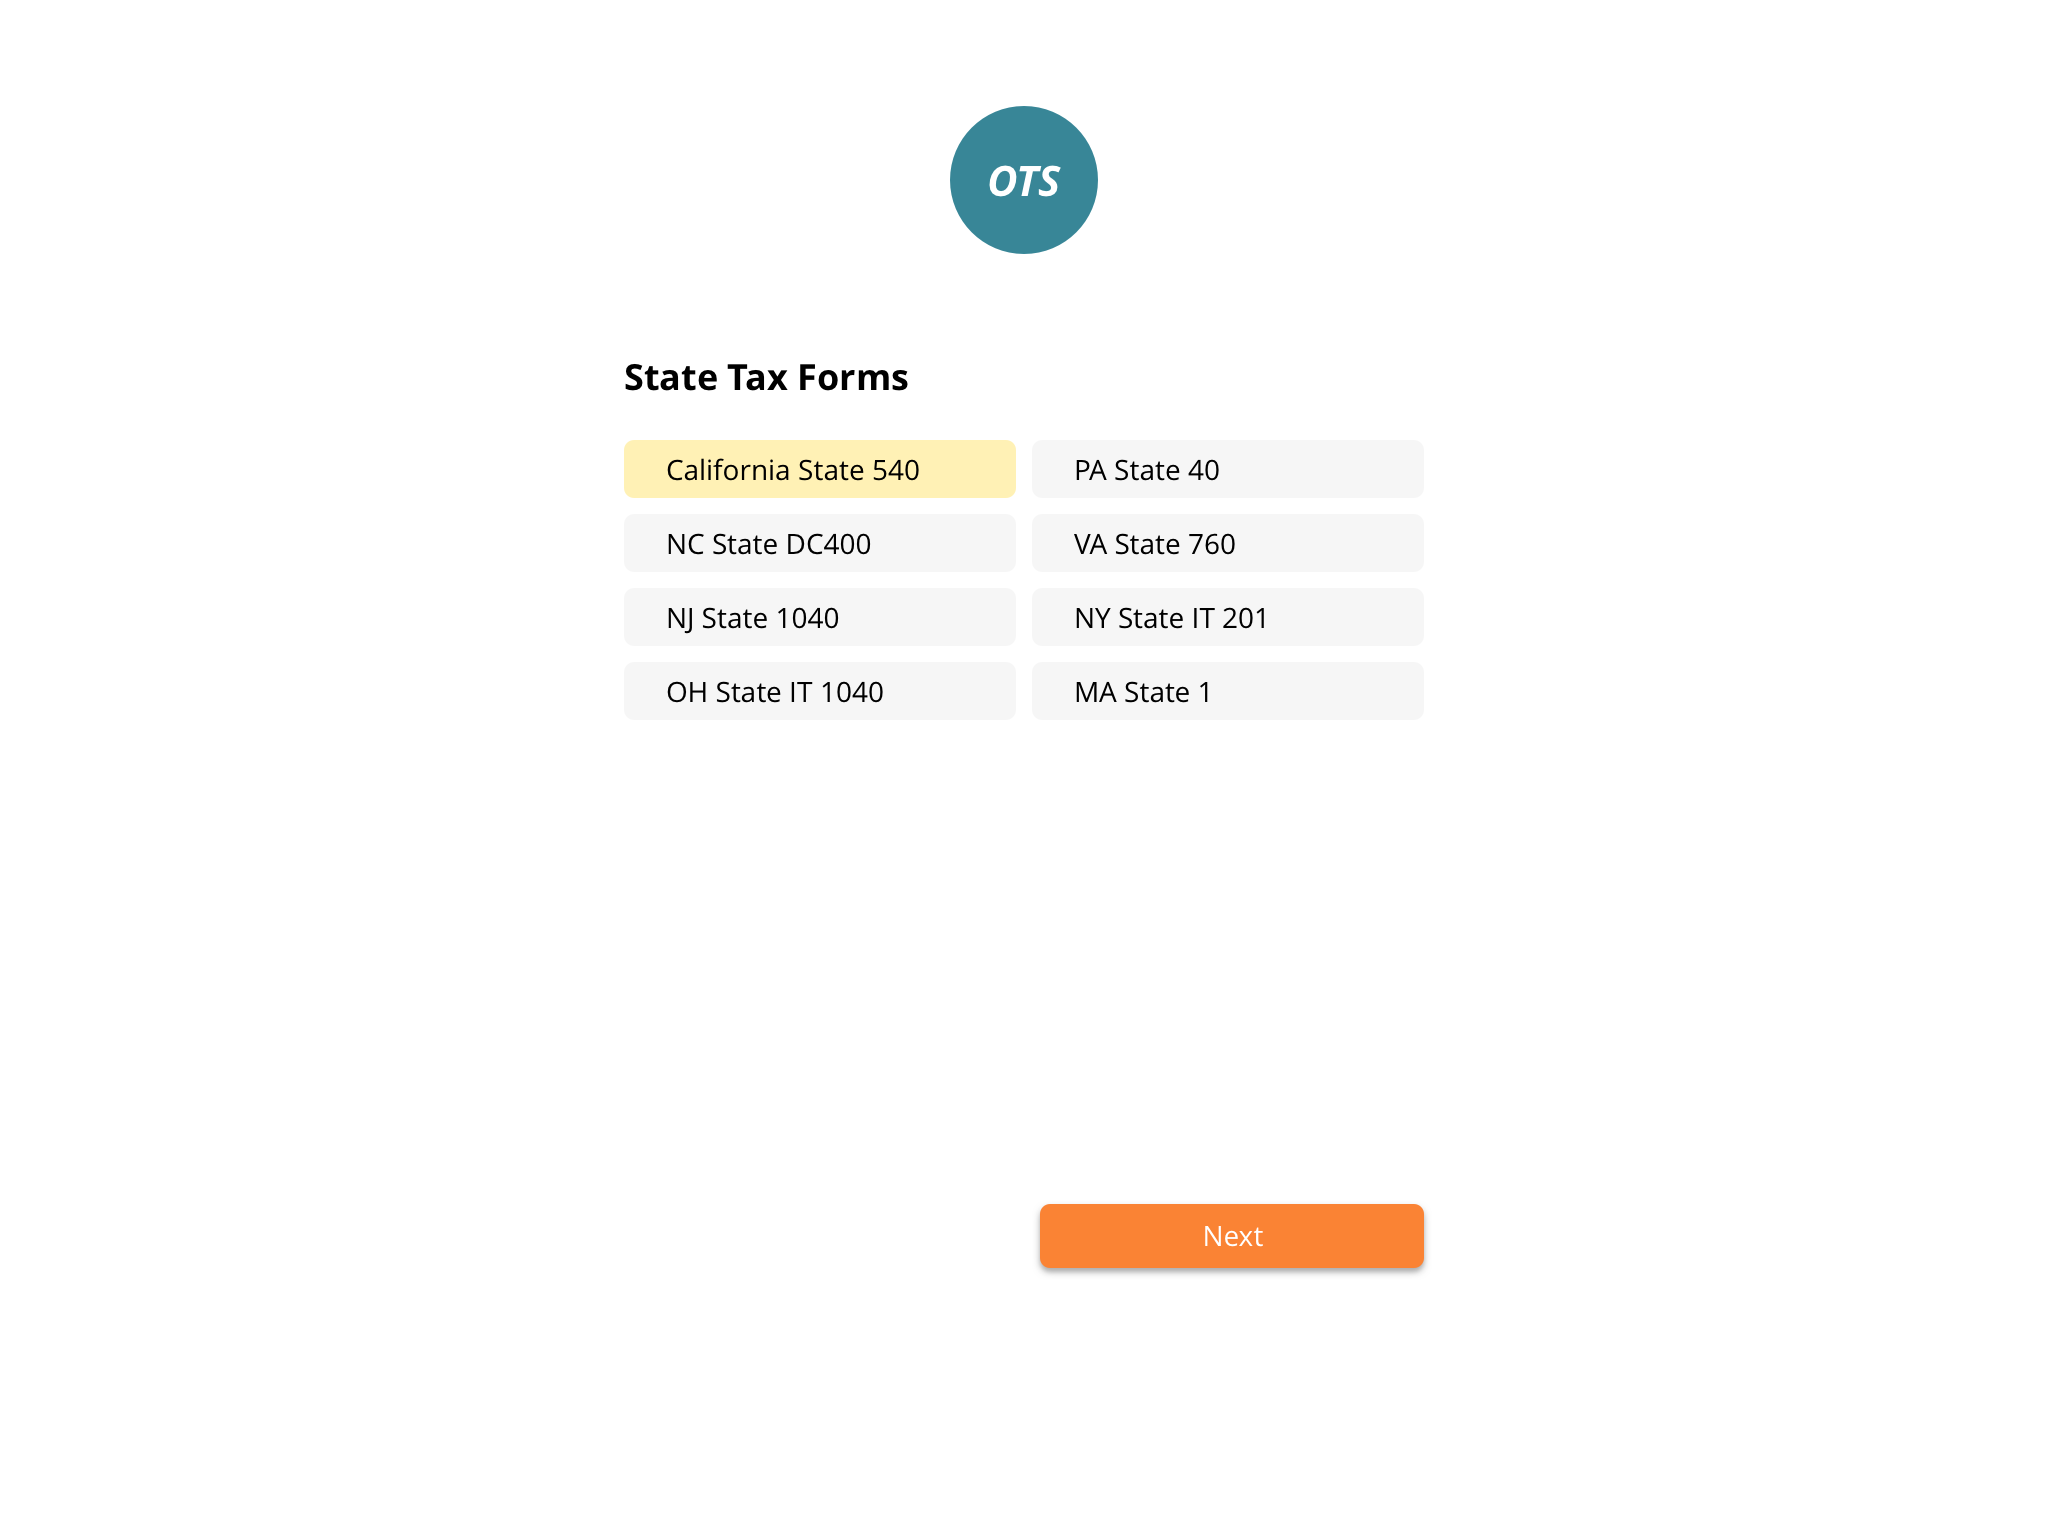 OTS
State Tax Forms
California State 540
PA State 40
NC State DC400
VA State 760
NJ State 1040
NY State IT 201
OH State IT 1040
MA State 1
Next